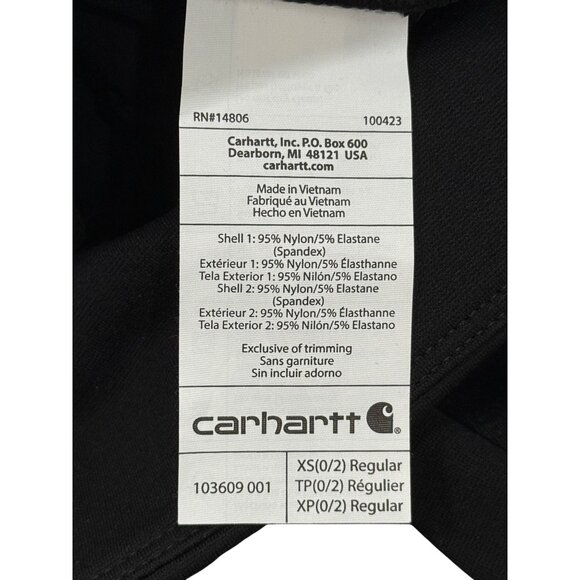 RN#14806 100423
Carhartt, Inc. P.O. Box 600
Dearborn, MI 48121 USA
carhartt.com
Made in Vietnam
Fabriqué au Vietnam
Hecho en Vietnam
Shell 1: 95% Nylon/5% Elastane
(Spandex)
Extérieur 1: 95% Nylon/5% Élasthanne
Tela Exterior 1: 95% Nilón/5% Elastano
Shell 2: 95% Nylon/5% Elastane
(Spandex)
Extérieur 2: 95% Nylon/5% Élasthanne
Tela Exterior 2: 95% Nilón/5% Elastano
Exclusive of trimming
Sans garniture
Sin incluir adorno
carhartt
103609 001
XS(0/2) Regular
TP(0/2) Régulier
XP(0/2) Regular